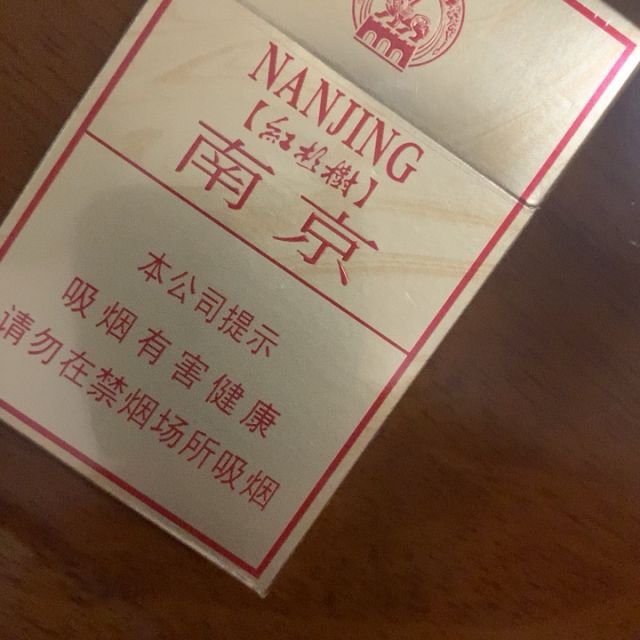 NANJING
【紅杉樹】
南京
本公司提示
吸烟有害健康
请勿在禁烟场所吸烟